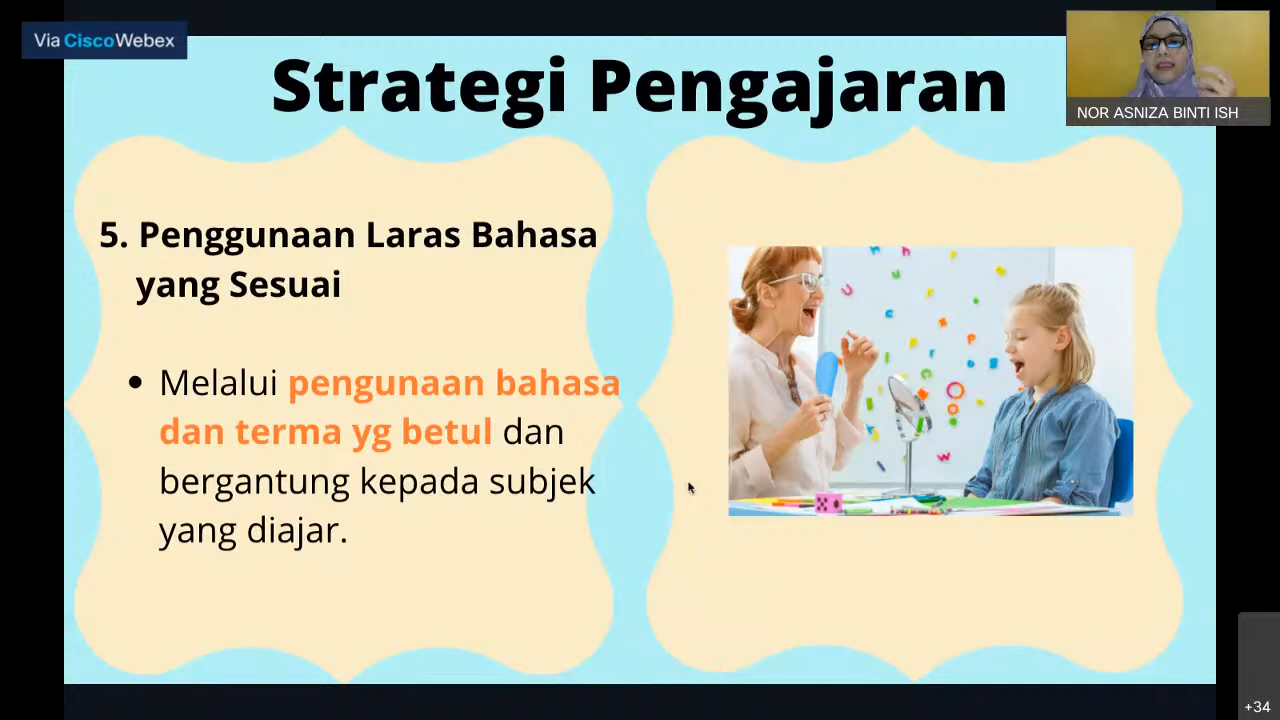 Via CiscoWebex
Strategi Pengajaran
NOR ASNIZA BINTI ISH
5. Penggunaan Laras Bahasa
yang Sesuai
• Melalui pengunaan bahasa
dan terma yg betul dan
bergantung kepada subjek
yang diajar.
+34